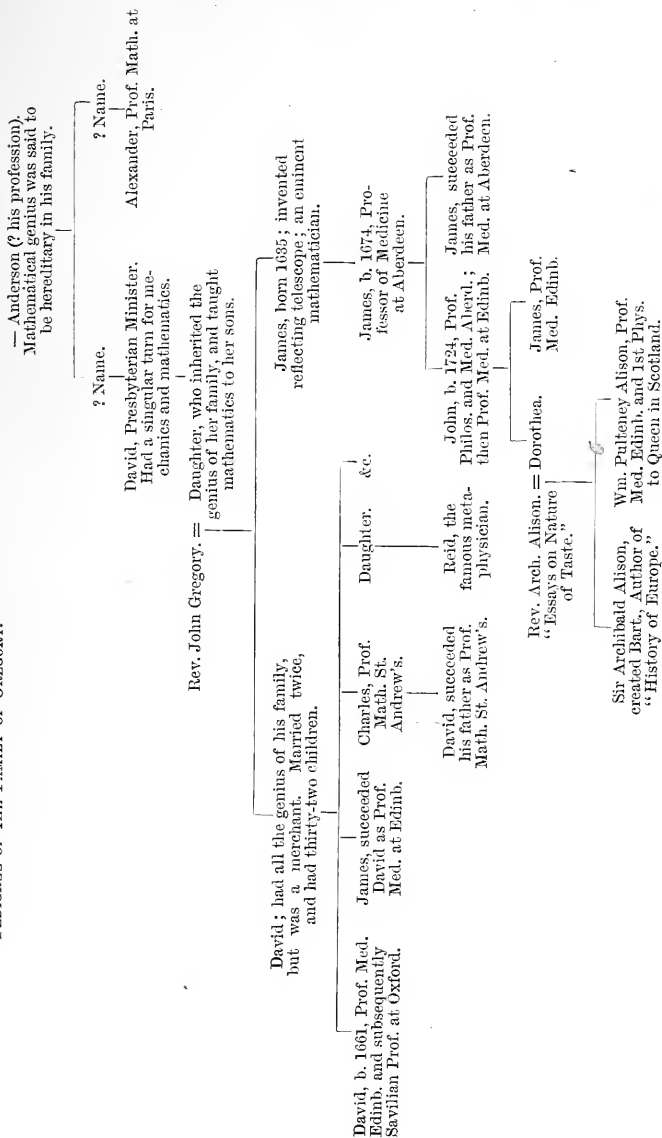 — Anderson (? his profession).
Mathematical genius was said to
be hereditary in his family.
? Name.
? Name.
David, Presbyterian Minister.
Had a singular turn for me-
chanics and mathematics.
Alexander, Prof. Math. at
Paris.
Rev. John Gregory. = Daughter, who inherited the
genius of her family, and taught
mathematics to her sons.
David; had all the genius of his family,
but was a merchant. Married twice,
and had thirty-two children.
James, born 1635; invented
reflecting telescope; an eminent
mathematician.
David, b. 1661, Prof. Med.
Edinb. and subsequently
Savilian Prof. at Oxford.
James, succeeded
David as Prof.
Med. at Edinb.
Charles, Prof.
Math. St.
Andrew's.
Daughter.
&c.
James, b. 1674, Pro-
fessor of Medicine
at Aberdeen.
David, succeeded
his father as Prof.
Math. St. Andrew's.
Reid, the
famous meta-
physician.
John, b. 1724, Prof.
Philos. and Med. Aberd.;
then Prof. Med. at Edinb.
James, succeeded
his father as Prof.
Med. at Aberdeen.
Rev. Arch. Alison. = Dorothea.
"Essays on Nature
of Taste."
James, Prof.
Med. Edinb.
Sir Archibald Alison,
created Bart., Author of
"History of Europe."
Wm. Pulteney Alison, Prof.
Med. Edinb. and 1st Phys.
to Queen in Scotland.